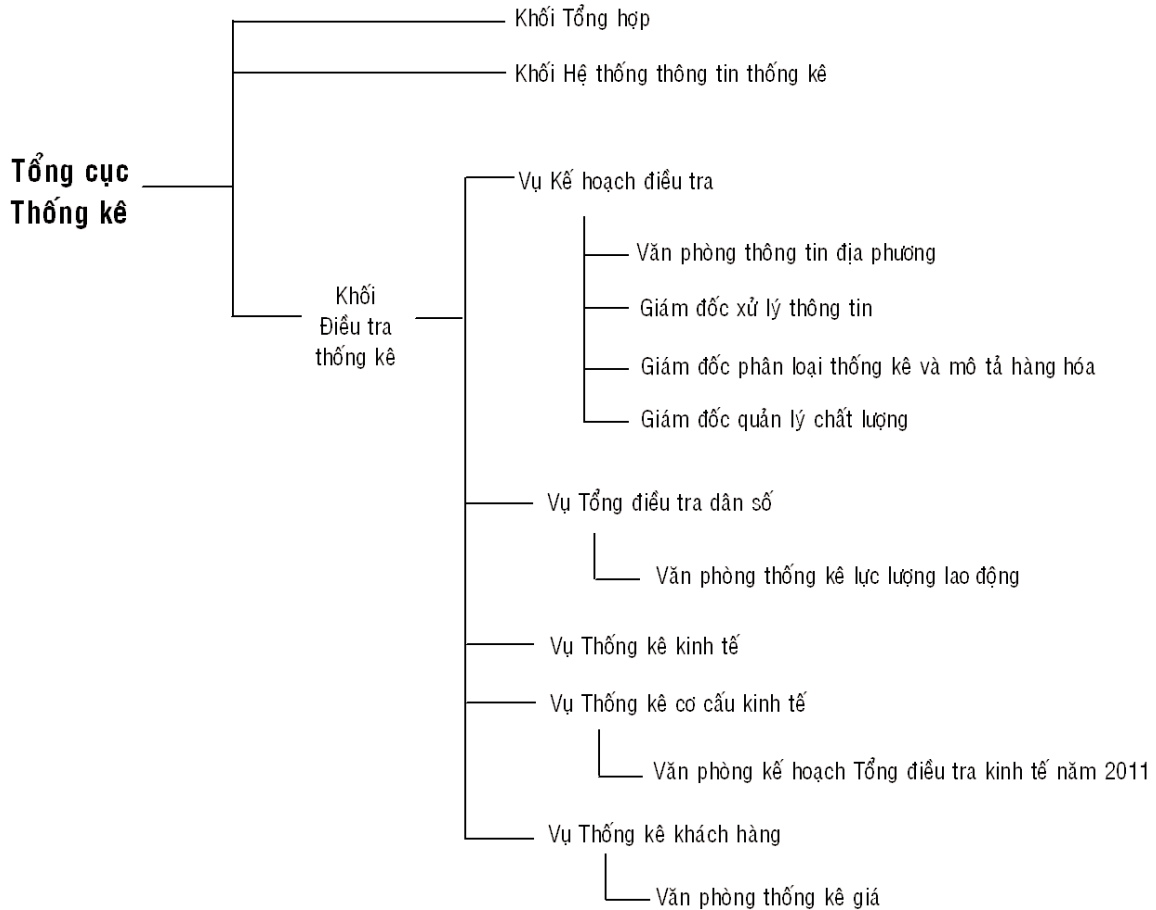 Khối Tổng hợp
Khối Hệ thống thông tin thống kê
Tổng cục
Thống kê
Vụ Kế hoạch điều tra
Văn phòng thông tin địa phương
Giám đốc xử lý thông tin
Giám đốc phân loại thống kê và mô tả hàng hóa
Giám đốc quản lý chất lượng
Khối
Điều tra
thống kê
Vụ Tổng điều tra dân số
Văn phòng thống kê lực lượng lao động
Vụ Thống kê kinh tế
Vụ Thống kê cơ cấu kinh tế
Văn phòng kế hoạch Tổng điều tra kinh tế năm 2011
Vụ Thống kê khách hàng
Văn phòng thống kê giá